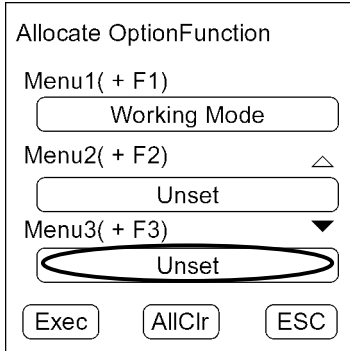 Allocate OptionFunction
Menu1( + F1)
Working Mode
Menu2( + F2)
Unset
Menu3( + F3)
Unset
Exec AllClr ESC